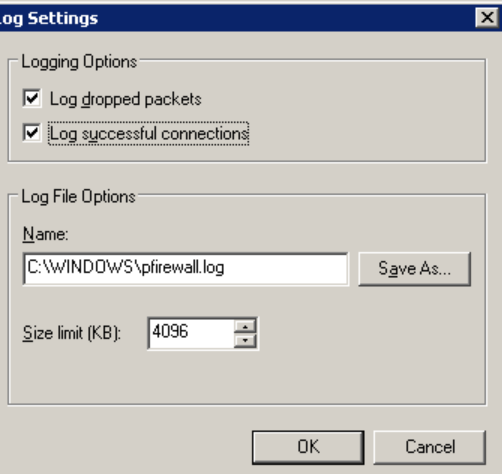 Log Settings
Logging Options
Log dropped packets
Log successful connections
Log File Options
Name:
C:\WINDOWS\pfirewall.log
Save As...
Size limit (KB):
4096
OK
Cancel